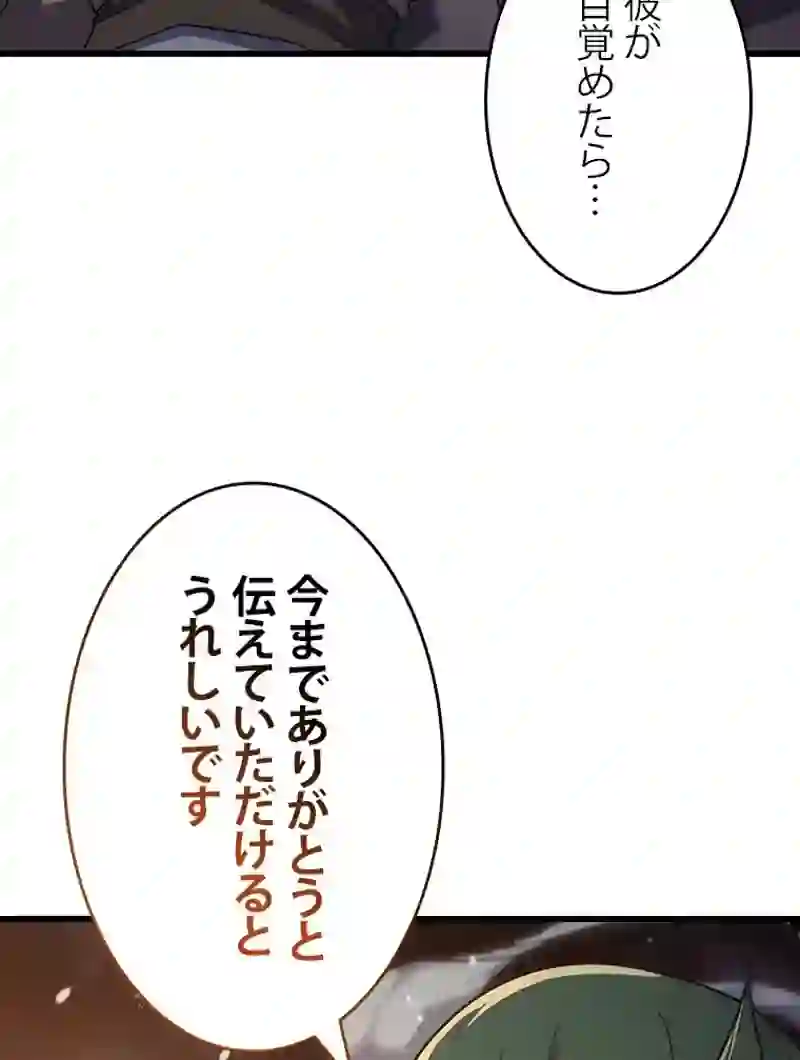 彼が
目覚めたら…
今までありがとうと
伝えていただけると
うれしいです